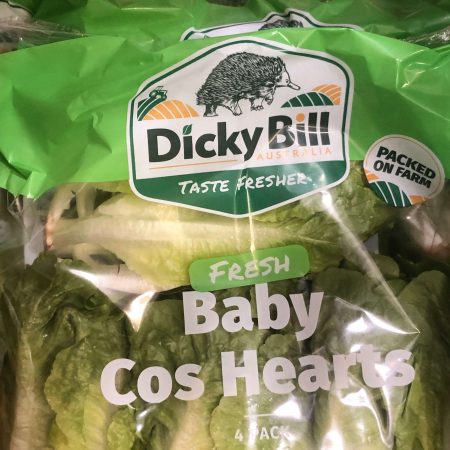 Dicky Bill
AUSTRALIA
TASTE FRESHER
PACKED
ON FARM
FRESH
Baby
Cos Hearts
4 PACK